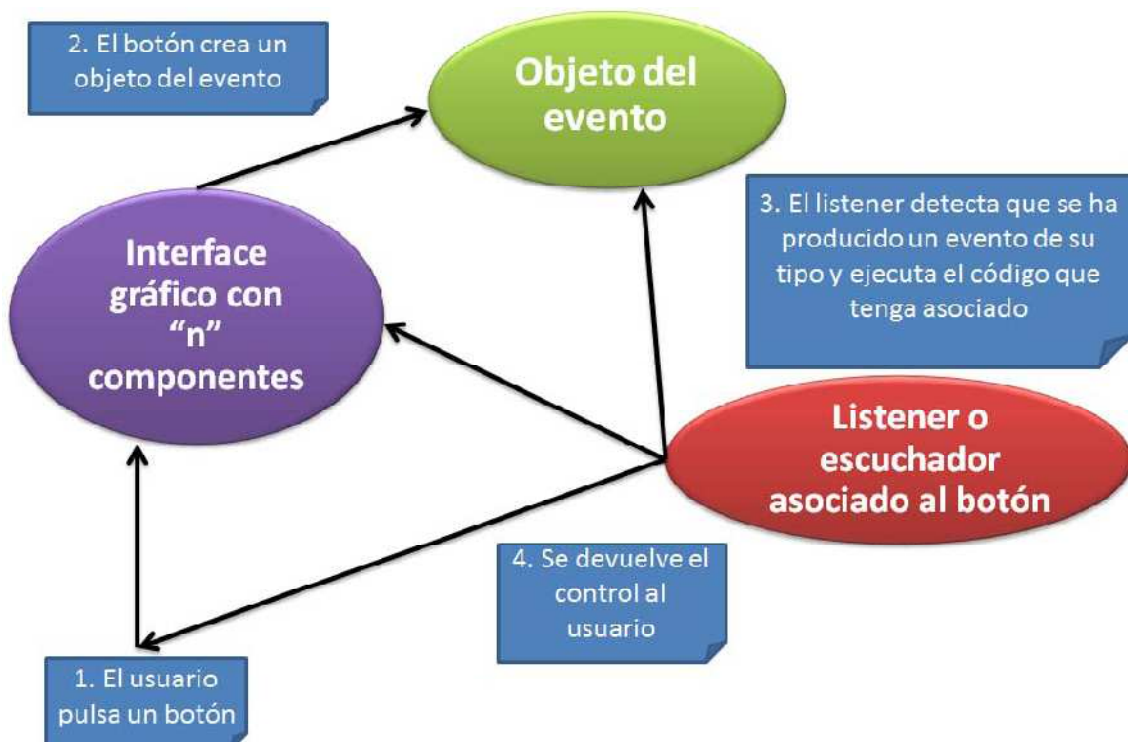 2. El botón crea un
objeto del evento
Objeto del
evento
3. El listener detecta que se ha
producido un evento de su
tipo y ejecuta el código que
tenga asociado
Interface
gráfico con
“n”
componentes
Listener o
escuchador
asociado al botón
4. Se devuelve el
control al
usuario
1. El usuario
pulsa un botón